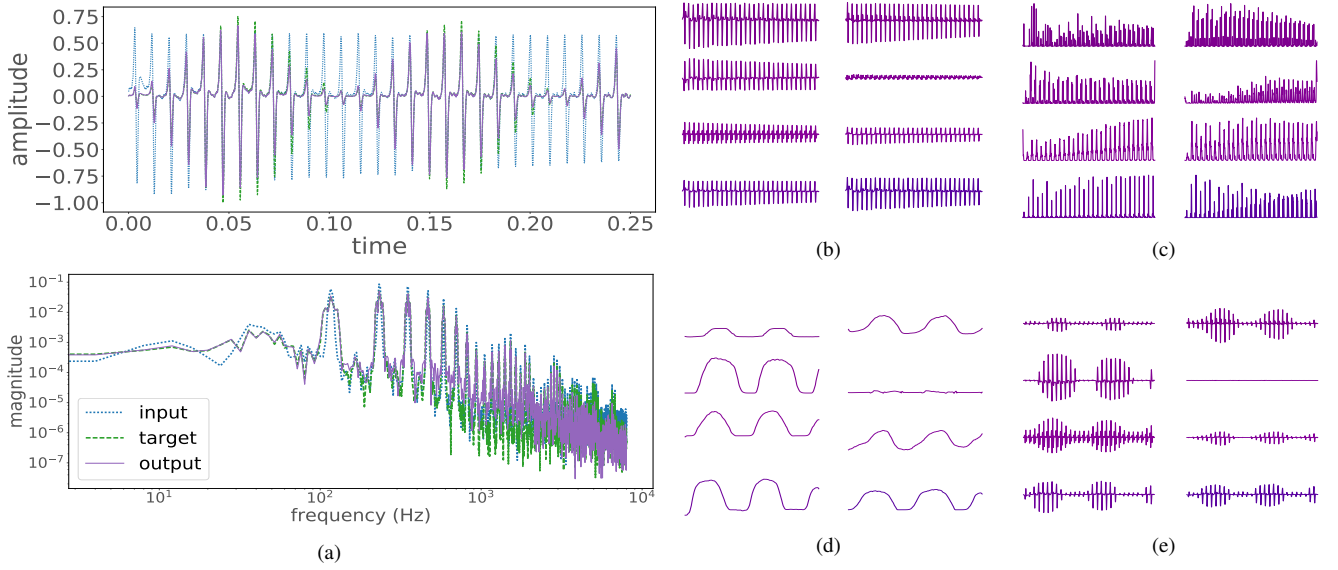 0.75
0.50
0.25
0.00
−0.25
−0.50
−0.75
−1.00
amplitude
0.00 0.05 0.10 0.15 0.20 0.25
time
10⁻¹
10⁻²
10⁻³
10⁻⁴
10⁻⁵
10⁻⁶
10⁻⁷
magnitude
input
target
output
10¹ 10² 10³ 10⁴
frequency (Hz)
(a)
(b)
(c)
(d)
(e)